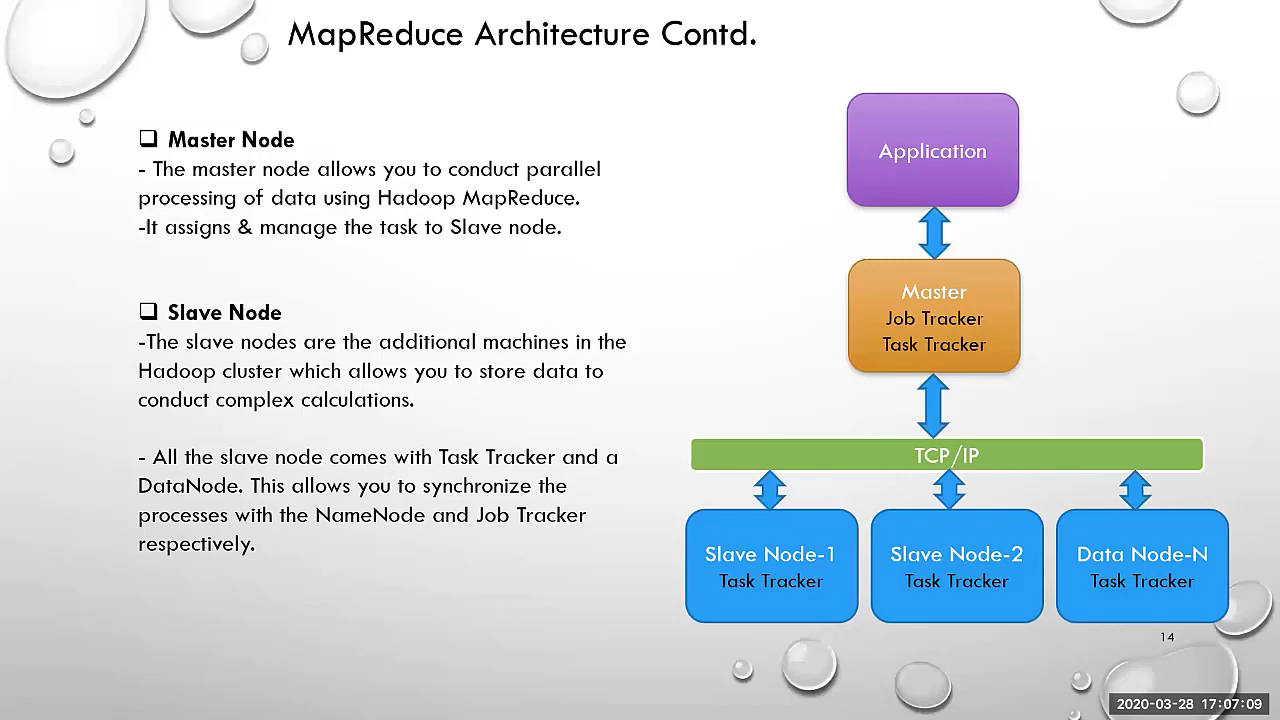 MapReduce Architecture Contd.
Master Node
- The master node allows you to conduct parallel
processing of data using Hadoop MapReduce.
-It assigns & manage the task to Slave node.
Slave Node
-The slave nodes are the additional machines in the
Hadoop cluster which allows you to store data to
conduct complex calculations.
- All the slave node comes with Task Tracker and a
DataNode. This allows you to synchronize the
processes with the NameNode and Job Tracker
respectively.
Application
Master
Job Tracker
Task Tracker
TCP/IP
Slave Node-1
Task Tracker
Slave Node-2
Task Tracker
Data Node-N
Task Tracker
14
2020-03-28 17:07:09